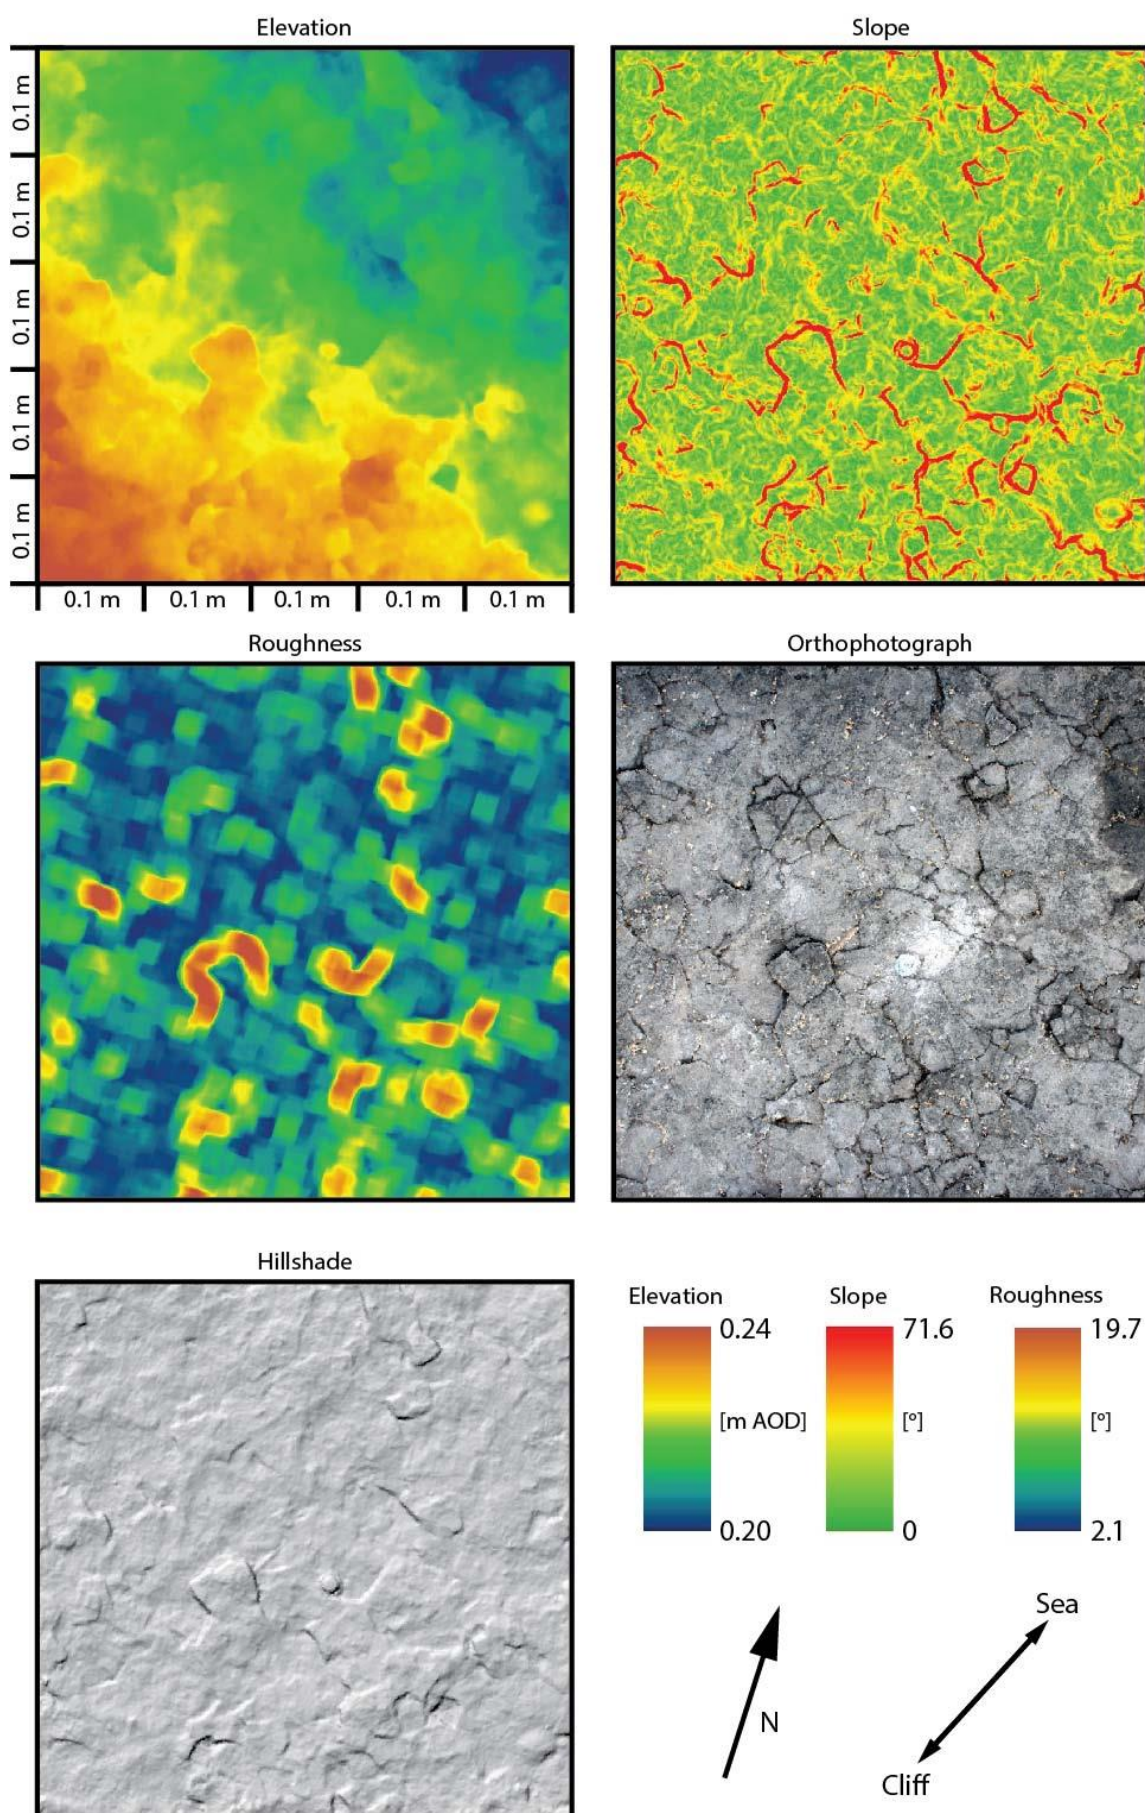 Elevation
Slope
0.1 m
0.1 m
0.1 m
0.1 m
0.1 m
0.1 m
0.1 m
0.1 m
0.1 m
0.1 m
Roughness
Orthophotograph
Hillshade
Elevation
Slope
Roughness
0.24
71.6
19.7
[m AOD]
[º]
[º]
0.20
0
2.1
Sea
N
Cliff